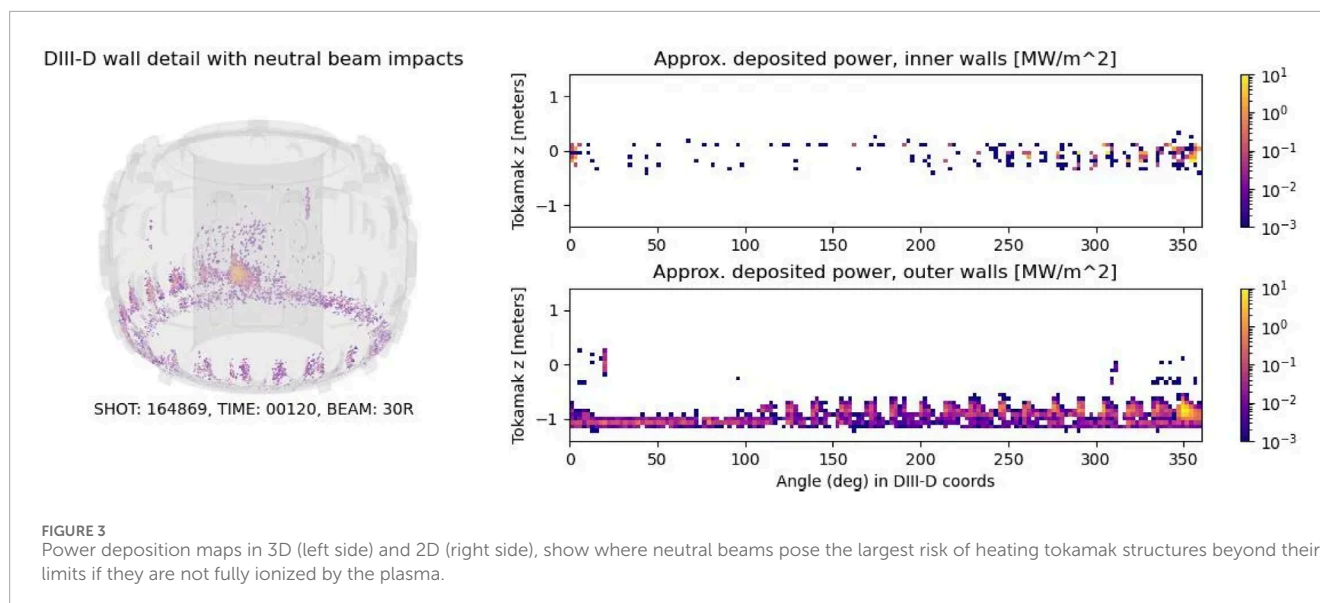 DIII-D wall detail with neutral beam impacts
SHOT: 164869, TIME: 00120, BEAM: 30R
Approx. deposited power, inner walls [MW/m^2]
Tokamak z [meters]
1
0
−1
0 50 100 150 200 250 300 350
10^1
10^0
10^-1
10^-2
10^-3
Approx. deposited power, outer walls [MW/m^2]
Tokamak z [meters]
1
0
−1
0 50 100 150 200 250 300 350
Angle (deg) in DIII-D coords
10^1
10^0
10^-1
10^-2
10^-3
FIGURE 3
Power deposition maps in 3D (left side) and 2D (right side), show where neutral beams pose the largest risk of heating tokamak structures beyond their
limits if they are not fully ionized by the plasma.